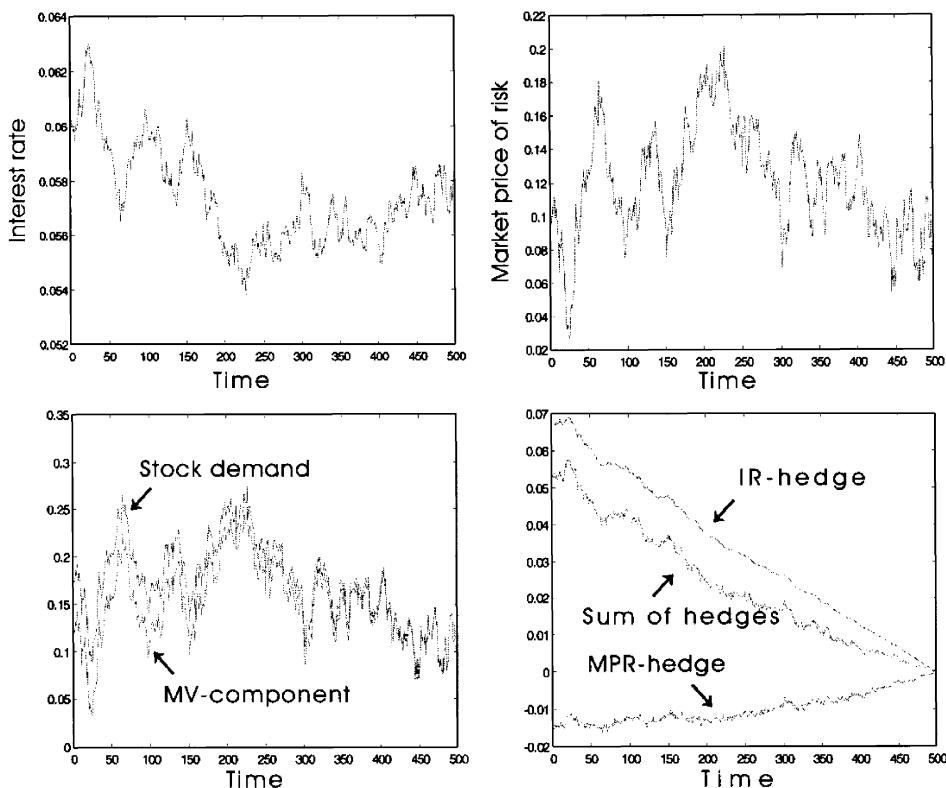 0.064
0.062
0.06
0.058
0.056
0.054
0.052
Interest rate
0 50 100 150 200 250 300 350 400 450 500
Time
0.22
0.2
0.18
0.16
0.14
0.12
0.1
0.08
0.06
0.04
0.02
Market price of risk
0 50 100 150 200 250 300 350 400 450 500
Time
0.35
0.3
0.25
0.2
0.15
0.1
0.05
0
Stock demand
MV-component
0 50 100 150 200 250 300 350 400 450 500
Time
0.07
0.06
0.05
0.04
0.03
0.02
0.01
0
-0.01
-0.02
IR-hedge
Sum of hedges
MPR-hedge
0 50 100 150 200 250 300 350 400 450 500
Time